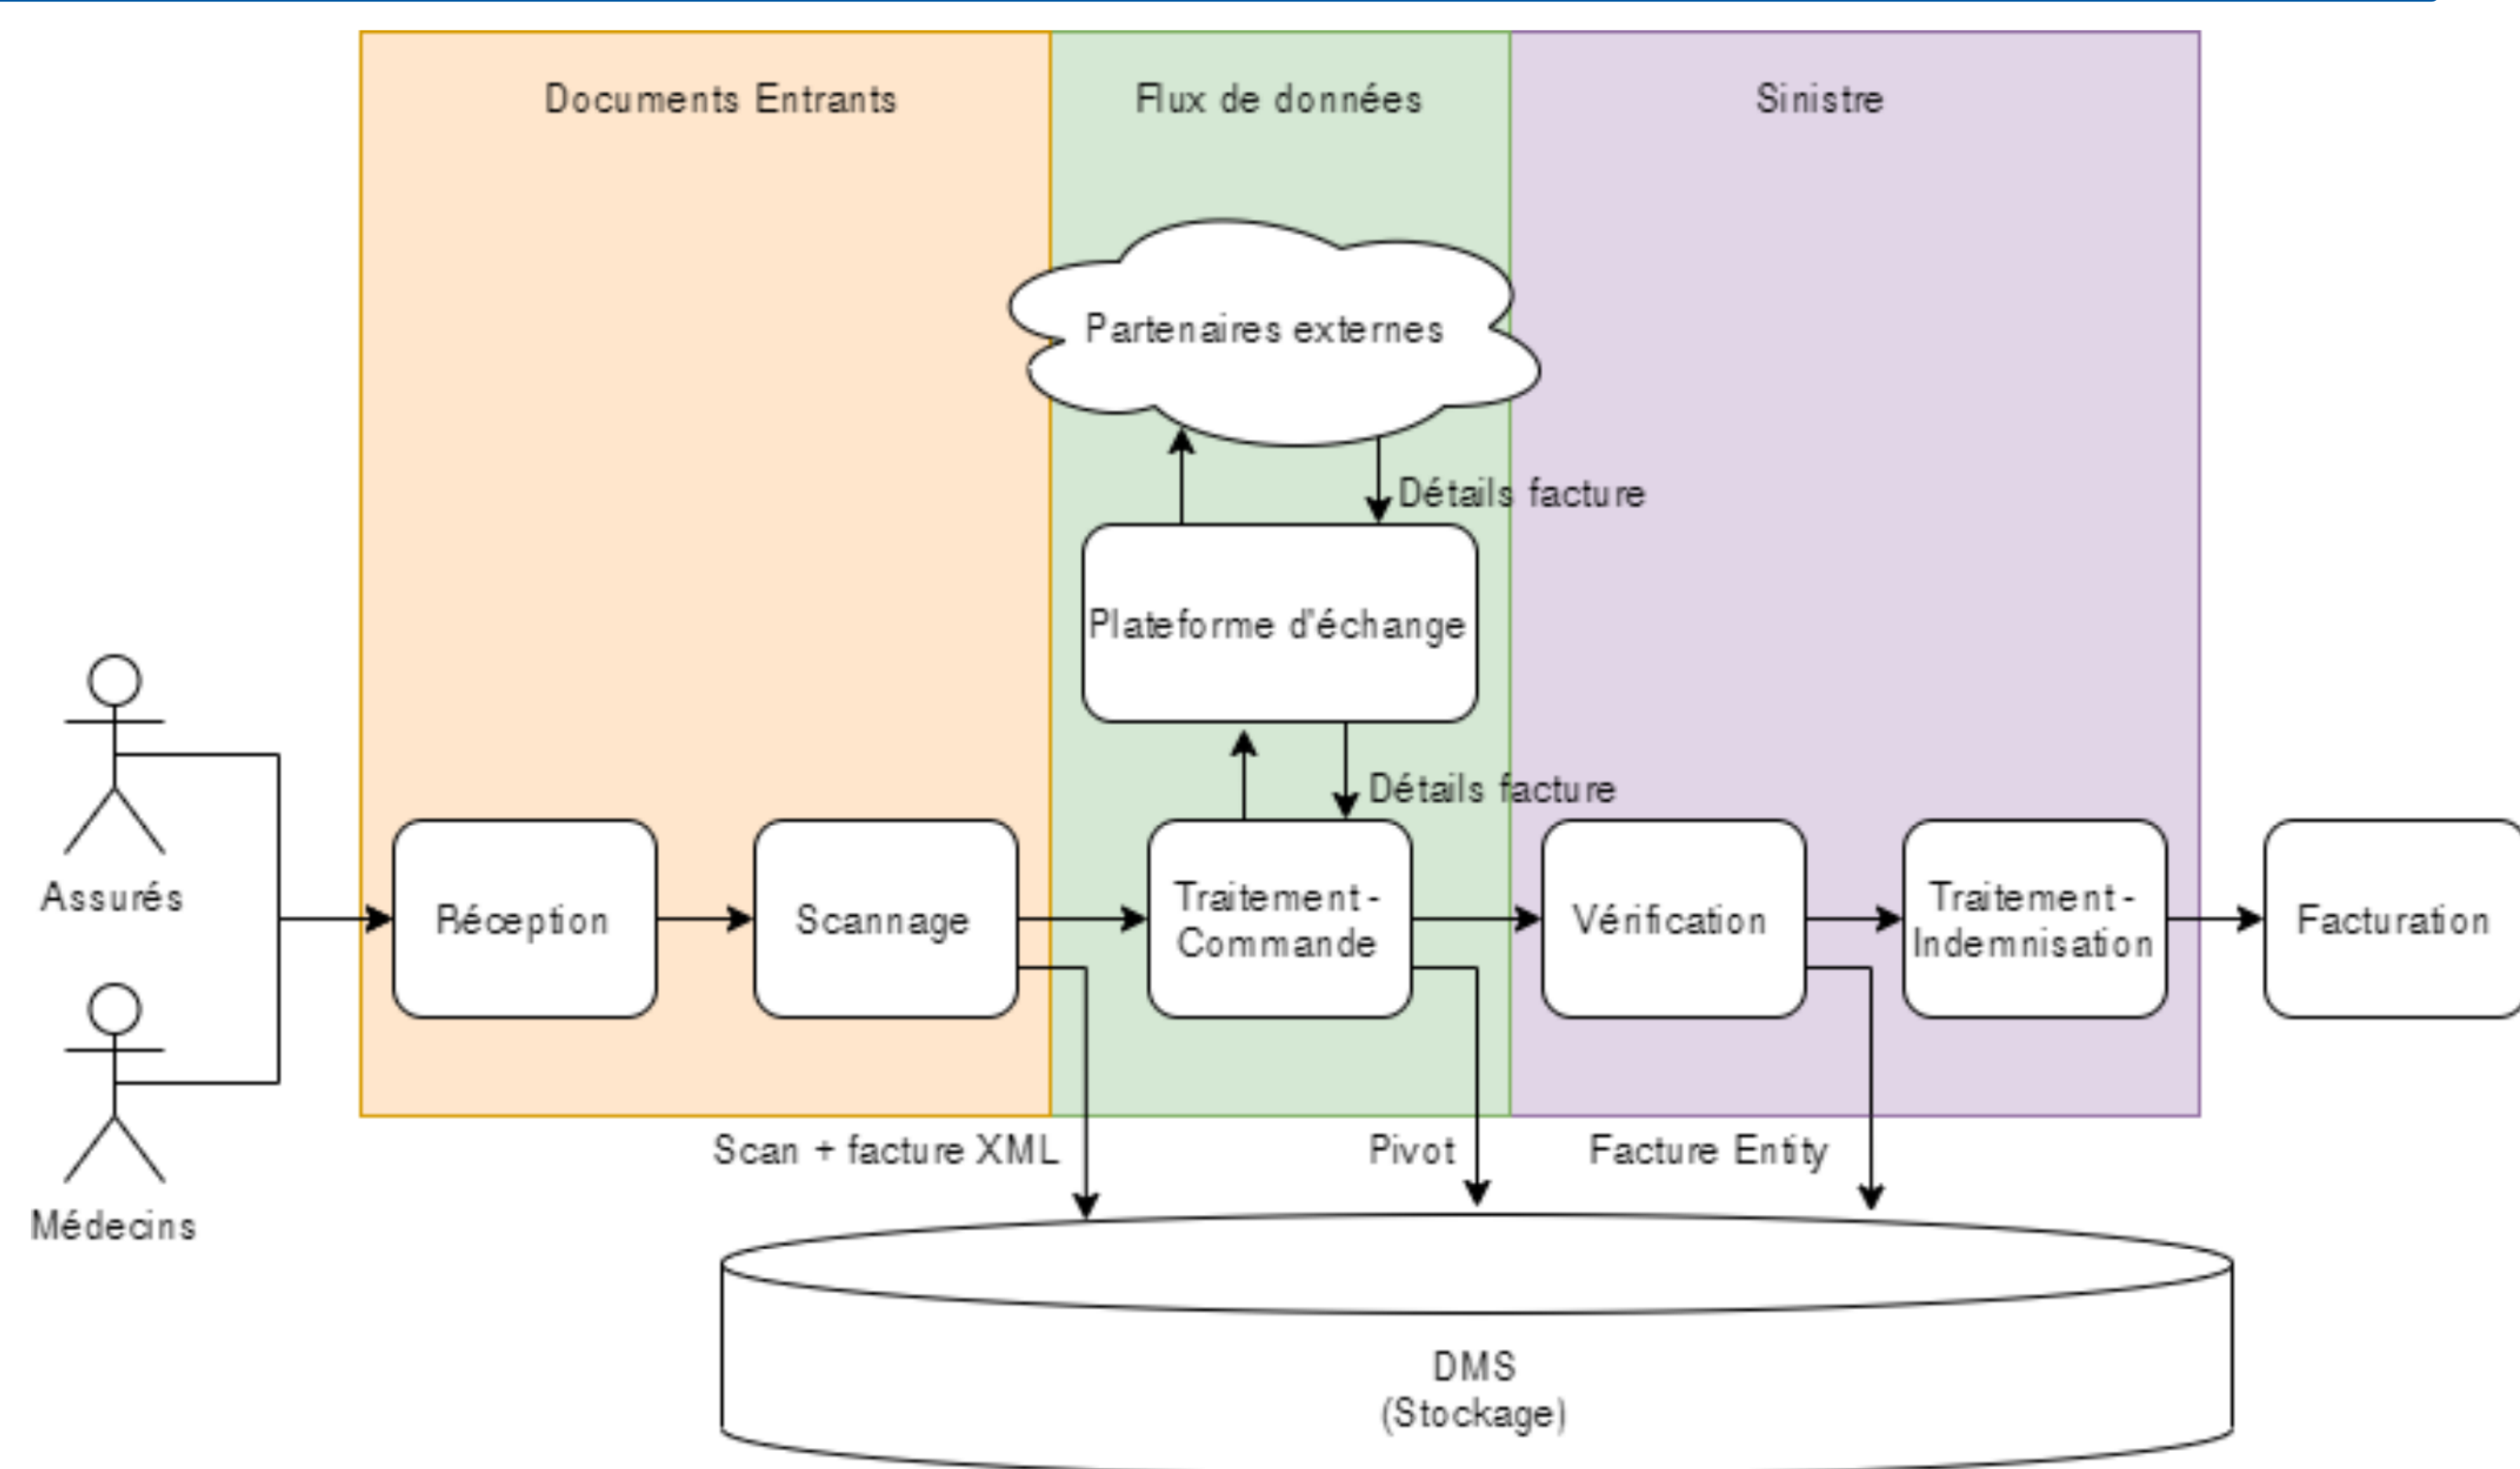 Documents Entrants
Flux de données
Sinistre
Partenaires externes
Détails facture
Plateforme d'échange
Détails facture
Assurés
Réception
Scannage
Traitement -
Commande
Vérification
Traitement -
Indemnisation
Facturation
Médecins
Scan + facture XML
Pivot
Facture Entity
DMS
(Stockage)